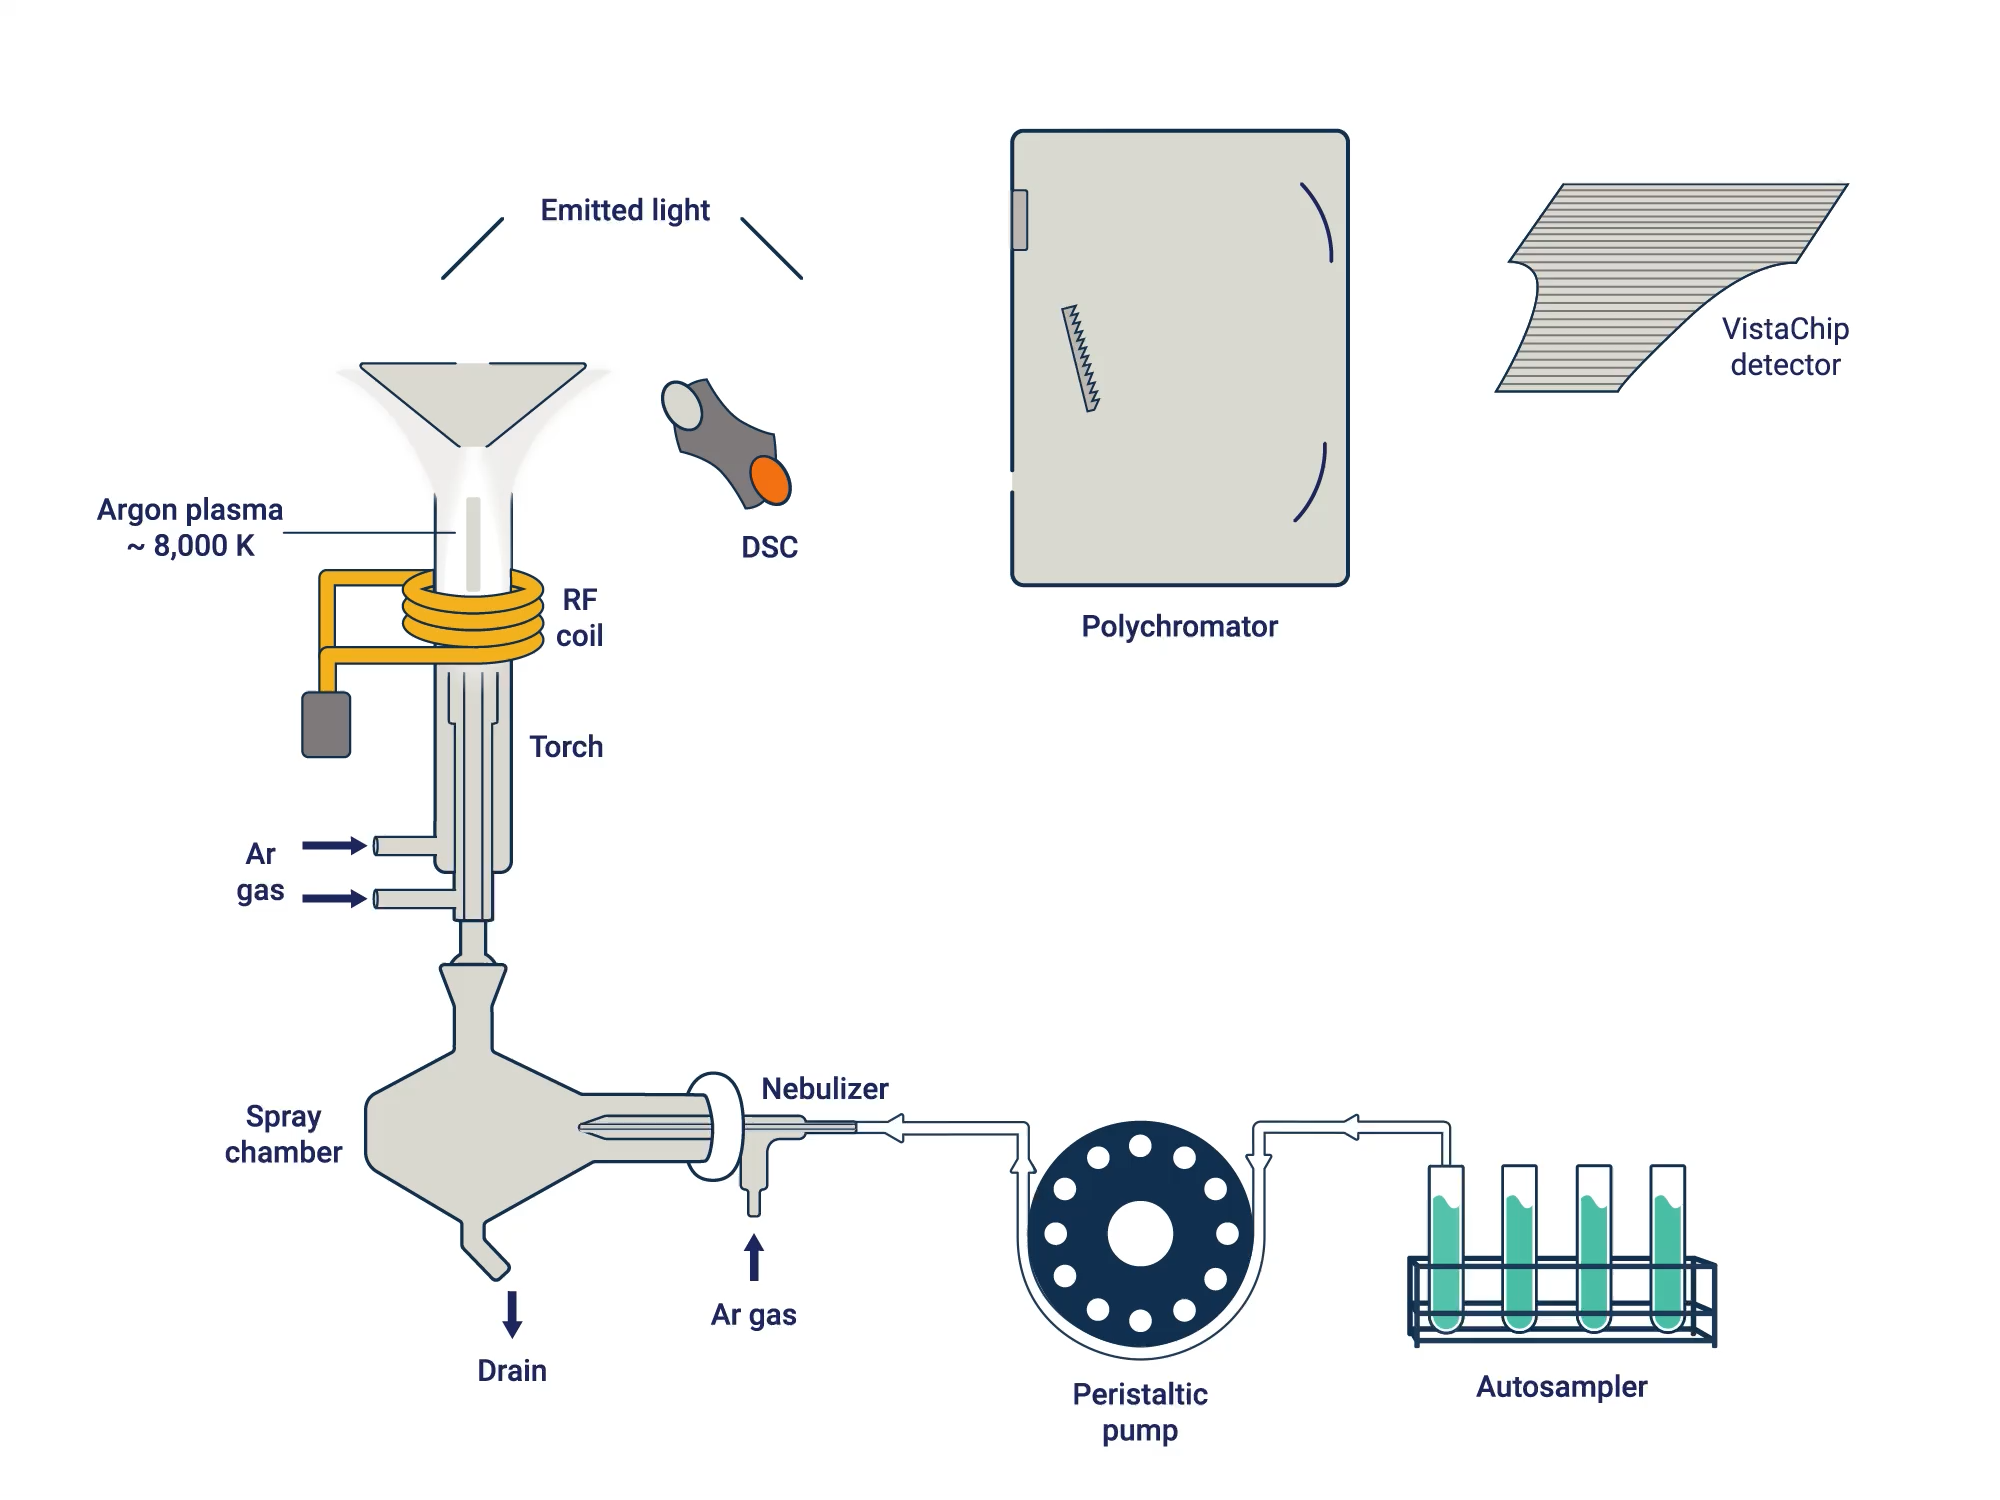 Emitted light
VistaChip
detector
Argon plasma
~ 8,000 K
DSC
RF
coil
Polychromator
Torch
Ar
gas
Nebulizer
Spray
chamber
Ar gas
Drain
Peristaltic
pump
Autosampler